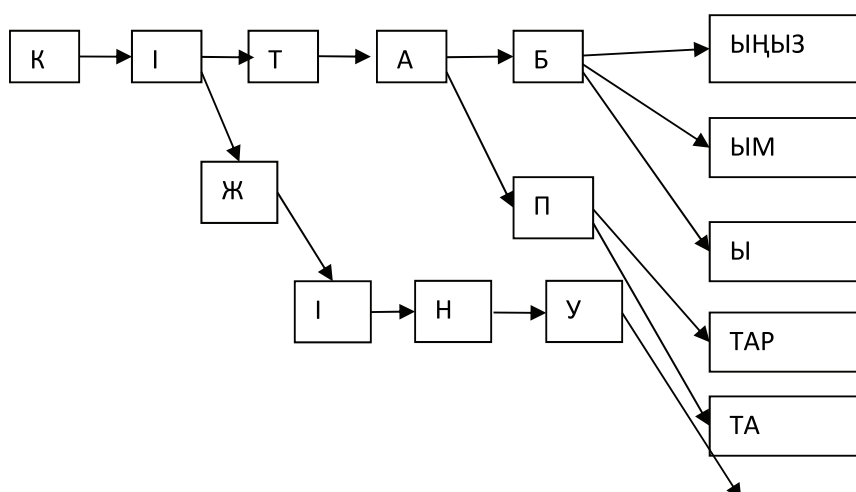 К І Т А Б ЫҢЫЗ
ЫМ
Ж
П
Ы
І Н У
ТАР
ТА